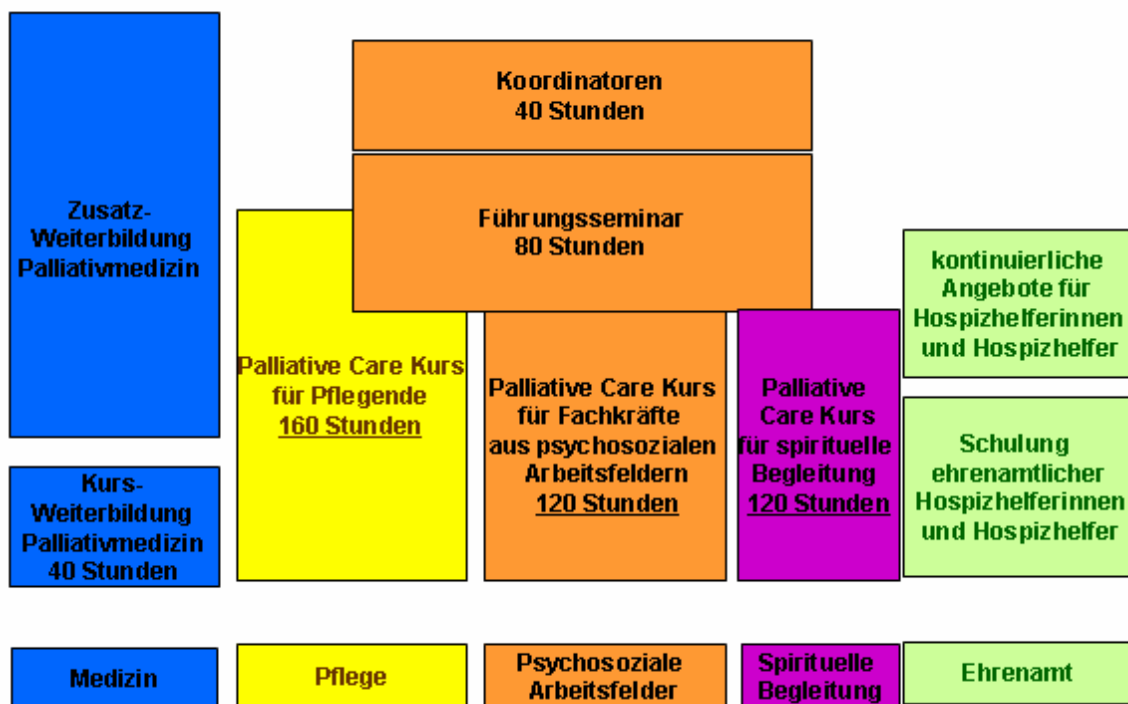 Koordinatoren
40 Stunden
Führungsseminar
80 Stunden
Zusatz-
Weiterbildung
Palliativmedizin
Kurs-
Weiterbildung
Palliativmedizin
40 Stunden
Palliative Care Kurs
für Pflegende
160 Stunden
Palliative Care Kurs
für Fachkräfte
aus psychosozialen
Arbeitsfeldern
120 Stunden
Palliative
Care Kurs
für spirituelle
Begleitung
120 Stunden
kontinuierliche
Angebote für
Hospizhelferinnen
und Hospizhelfer
Schulung
ehrenamtlicher
Hospizhelferinnen
und Hospizhelfer
Medizin
Pflege
Psychosoziale
Arbeitsfelder
Spirituelle
Begleitung
Ehrenamt